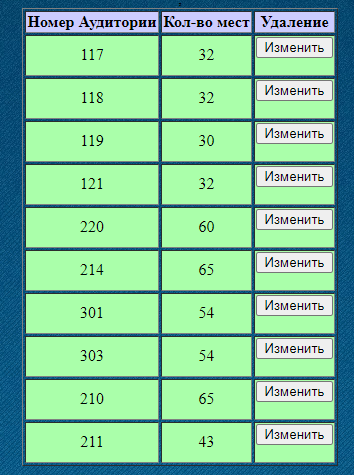 Номер Аудитории Кол-во мест Удаление
117 32 Изменить
118 32 Изменить
119 30 Изменить
121 32 Изменить
220 60 Изменить
214 65 Изменить
301 54 Изменить
303 54 Изменить
210 65 Изменить
211 43 Изменить